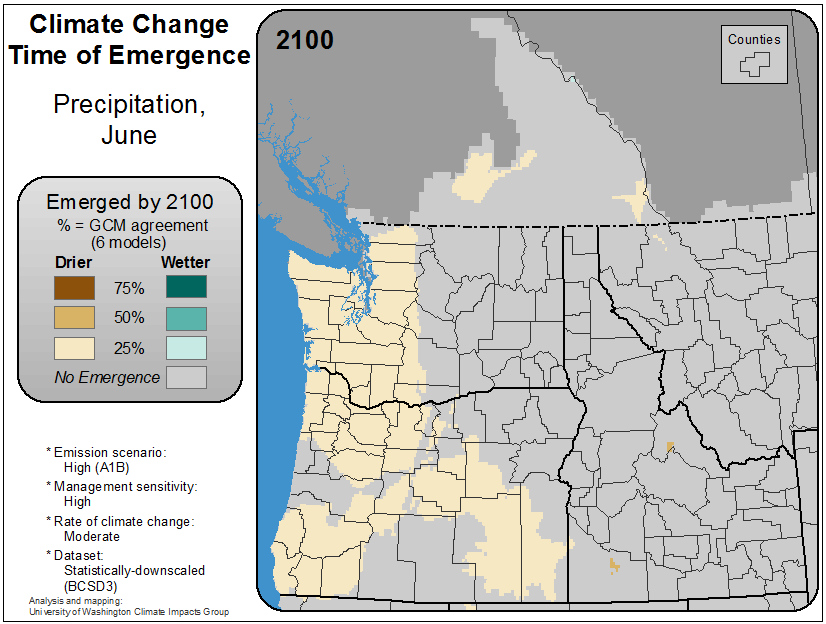 Climate Change
Time of Emergence
Precipitation,
June
Emerged by 2100
% = GCM agreement
(6 models)
Drier Wetter
75%
50%
25%
No Emergence
* Emission scenario:
High (A1B)
* Management sensitivity:
High
* Rate of climate change:
Moderate
* Dataset:
Statistically-downscaled
(BCSD3)
Analysis and mapping:
University of Washington Climate Impacts Group
2100
Counties